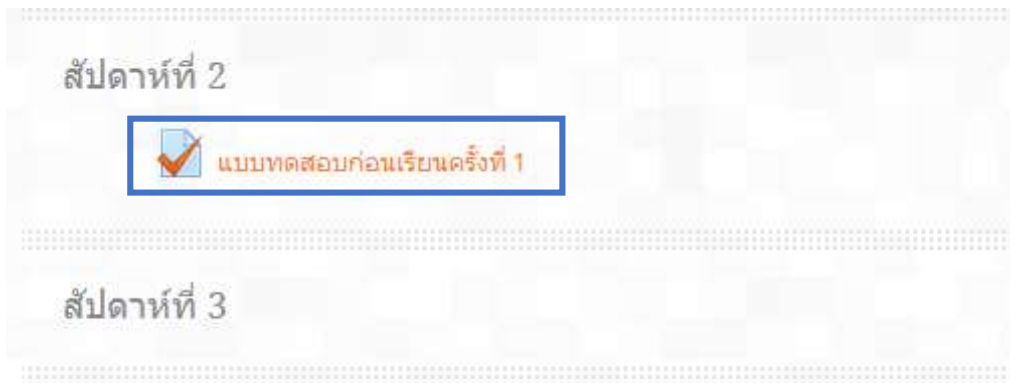 สัปดาห์ที่ 2
แบบทดสอบก่อนเรียนครั้งที่ 1
สัปดาห์ที่ 3